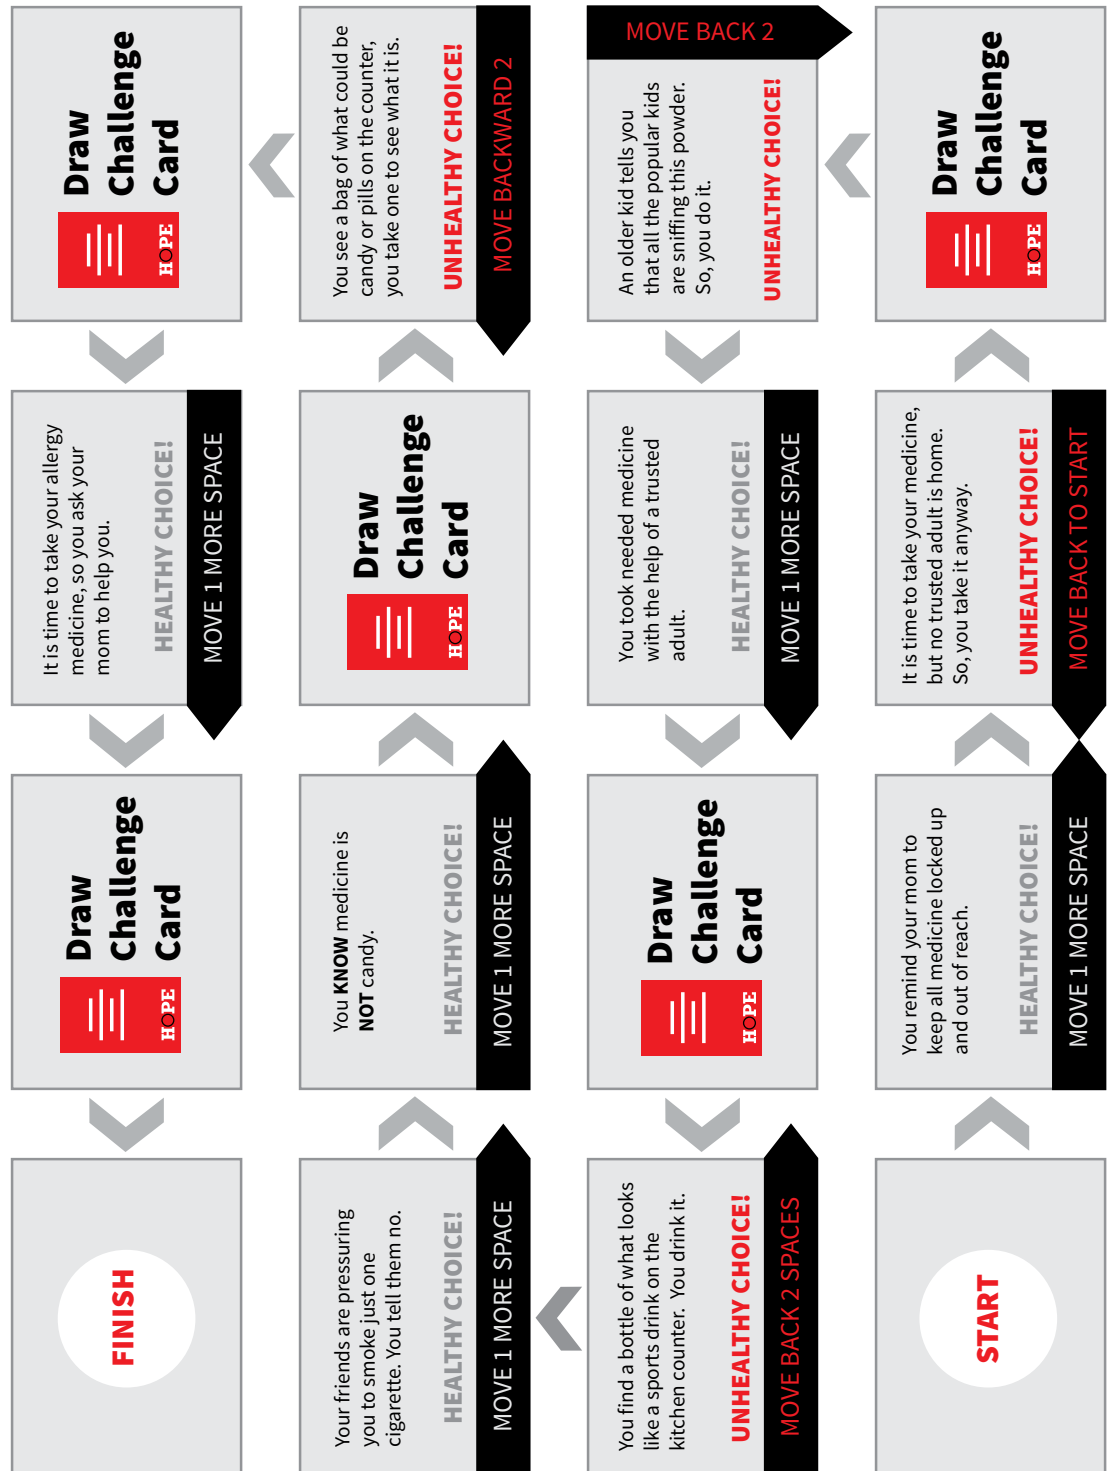 FINISH
HOPE
Draw
Challenge
Card
It is time to take your allergy
medicine, so you ask your
mom to help you.
HEALTHY CHOICE!
MOVE 1 MORE SPACE
HOPE
Draw
Challenge
Card
Your friends are pressuring
you to smoke just one
cigarette. You tell them no.
HEALTHY CHOICE!
MOVE 1 MORE SPACE
You KNOW medicine is
NOT candy.
HEALTHY CHOICE!
MOVE 1 MORE SPACE
HOPE
Draw
Challenge
Card
You see a bag of what could be
candy or pills on the counter,
you take one to see what it is.
UNHEALTHY CHOICE!
MOVE BACKWARD 2
You find a bottle of what looks
like a sports drink on the
kitchen counter. You drink it.
UNHEALTHY CHOICE!
MOVE BACK 2 SPACES
HOPE
Draw
Challenge
Card
You took needed medicine
with the help of a trusted
adult.
HEALTHY CHOICE!
MOVE 1 MORE SPACE
An older kid tells you
that all the popular kids
are sniffing this powder.
So, you do it.
UNHEALTHY CHOICE!
MOVE BACK 2
START
You remind your mom to
keep all medicine locked up
and out of reach.
HEALTHY CHOICE!
MOVE 1 MORE SPACE
It is time to take your medicine,
but no trusted adult is home.
So, you take it anyway.
UNHEALTHY CHOICE!
MOVE BACK TO START
HOPE
Draw
Challenge
Card